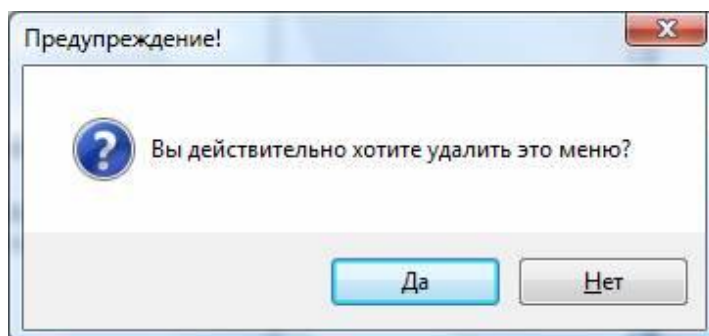 Предупреждение!
Вы действительно хотите удалить это меню?
Да
Нет